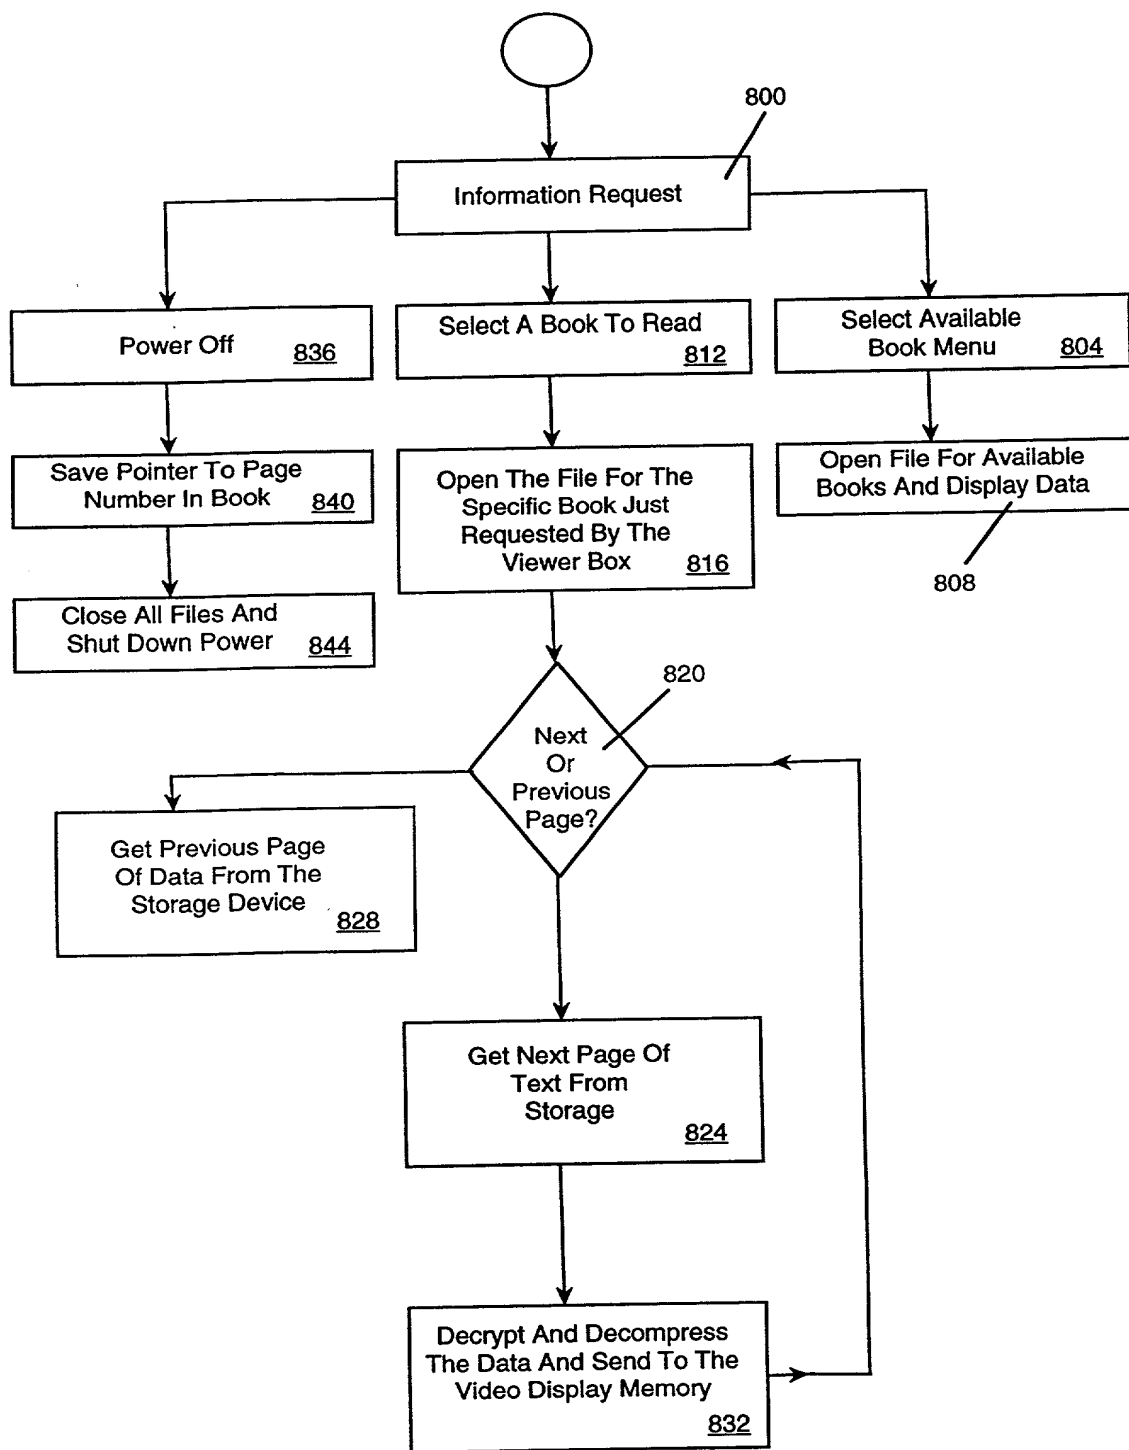 800
Information Request
Power Off 836
Select A Book To Read
812
Select Available
Book Menu 804
Save Pointer To Page
Number In Book 840
Open The File For The
Specific Book Just
Requested By The
Viewer Box 816
Open File For Available
Books And Display Data
808
Close All Files And
Shut Down Power 844
820
Next
Or
Previous
Page?
Get Previous Page
Of Data From The
Storage Device
828
Get Next Page Of
Text From
Storage
824
Decrypt And Decompress
The Data And Send To The
Video Display Memory
832